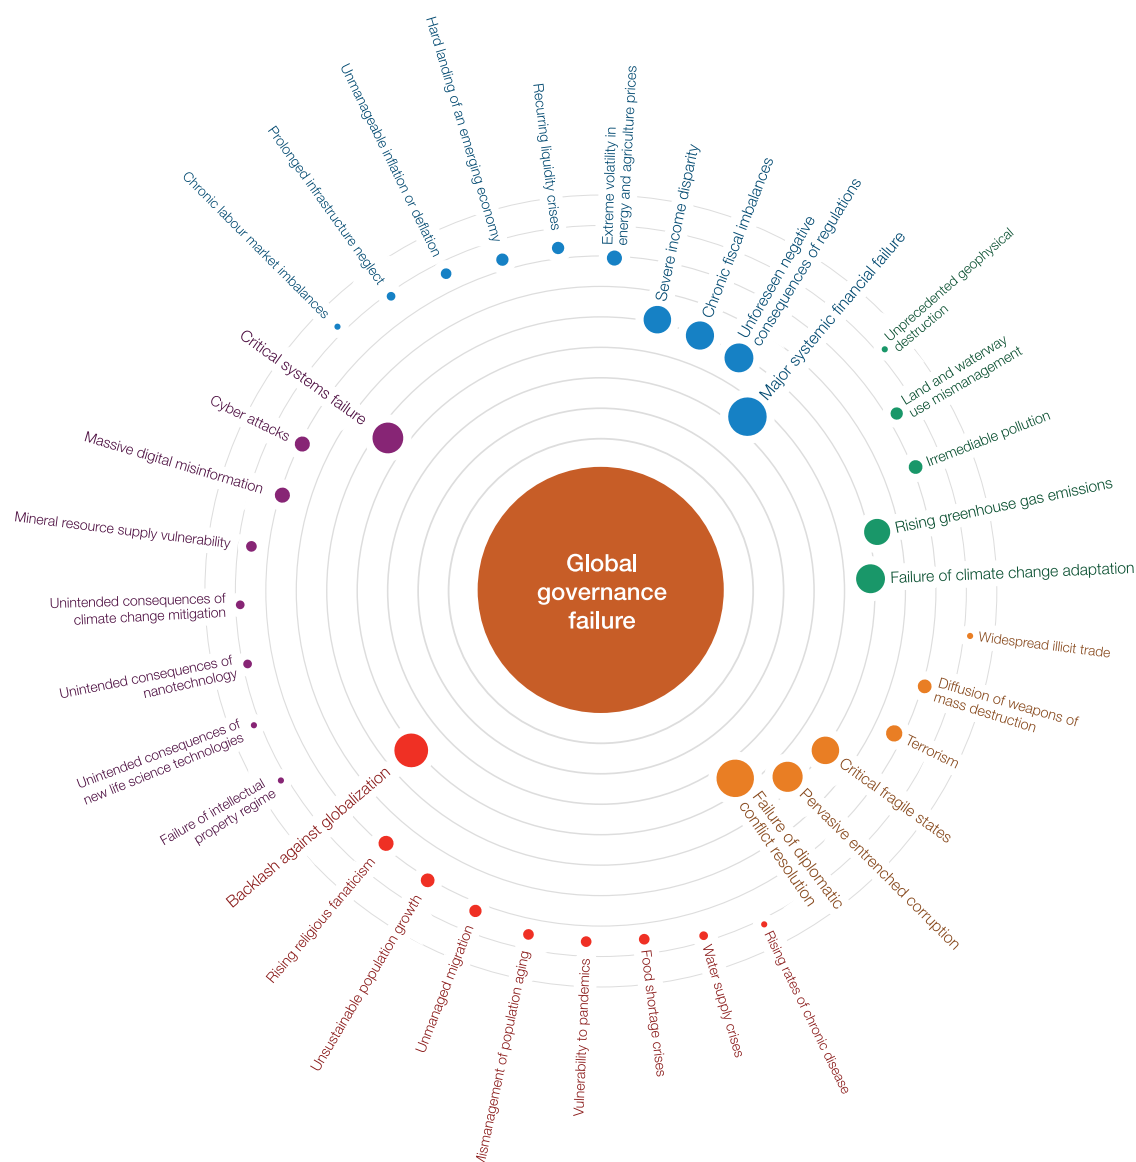 Global
governance
failure
Chronic labour market imbalances
Prolonged infrastructure neglect
Unmanageable inflation or deflation
Hard landing of an emerging economy
Recurring liquidity crises
Extreme volatility in
energy and agriculture prices
Severe income disparity
Chronic fiscal imbalances
Unforeseen negative
consequences of regulations
Major systemic financial failure
Unprecedented geophysical
destruction
Land and waterway
use mismanagement
Irremediable pollution
Rising greenhouse gas emissions
Failure of climate change adaptation
Widespread illicit trade
Diffusion of weapons of
mass destruction
Terrorism
Critical fragile states
Pervasive entrenched corruption
Failure of diplomatic
conflict resolution
Rising rates of chronic disease
Water supply crises
Food shortage crises
Vulnerability to pandemics
Mismanagement of population aging
Unmanaged migration
Unsustainable population growth
Rising religious fanaticism
Backlash against globalization
Failure of intellectual
property regime
Unintended consequences of
new life science technologies
Unintended consequences of
nanotechnology
Unintended consequences of
climate change mitigation
Mineral resource supply vulnerability
Massive digital misinformation
Cyber attacks
Critical systems failure